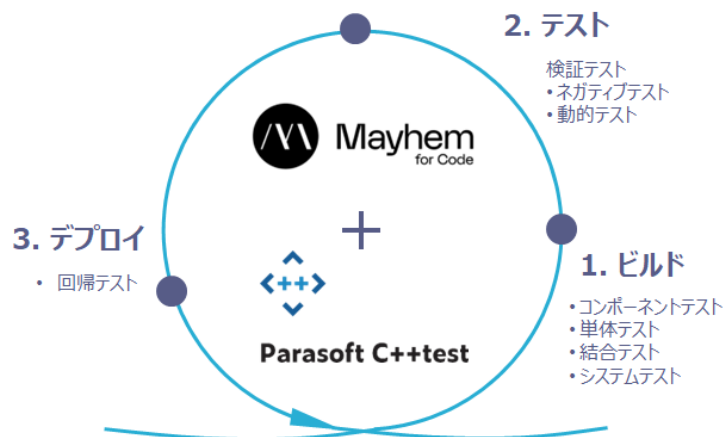 2. テスト
検証テスト
•ネガティブテスト
•動的テスト
Mayhem
for Code
+
3. デプロイ
• 回帰テスト
1. ビルド
•コンポーネントテスト
•単体テスト
•結合テスト
•システムテスト
<++>
Parasoft C++test